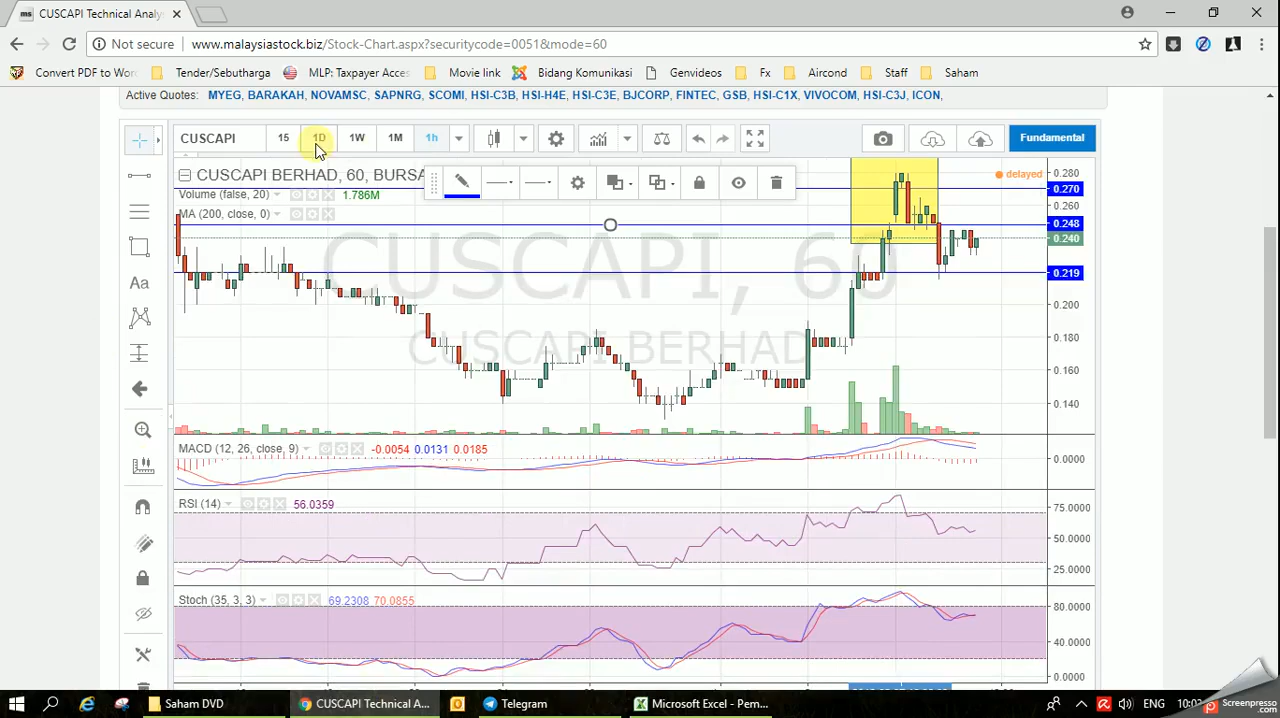 ms CUSCAPI Technical Analys
Not secure | www.malaysiastock.biz/Stock-Chart.aspx?securitycode=0051&mode=60
Convert PDF to Word Tender/Sebutharga MLP: Taxpayer Acces Movie link Bidang Komunikasi Genvideos Fx Aircond Staff Saham
Active Quotes: MYEG, BARAKAH, NOVAMSC, SAPNRG, SCOMI, HSI-C3B, HSI-H4E, HSI-C3E, BJCORP, FINTEC, GSB, HSI-C1X, VIVOCOM, HSI-C3J, ICON,
CUSCAPI 15 1D 1W 1M 1h Fundamental
CUSCAPI BERHAD, 60, BURSA
delayed
0.280
Volume (false, 20) 1.786M
0.270
0.260
MA (200, close, 0)
0.248
0.240
0.219
0.200
0.180
0.160
0.140
CUSCAPI, 60
CUSCAPI BERHAD
MACD (12, 26, close, 9) -0.0054 0.0131 0.0185
0.0000
RSI (14) 56.0359
75.0000
50.0000
25.0000
Stoch (35, 3, 3) 69.2308 70.0855
80.0000
40.0000
0.0000
Aa
Saham DVD CUSCAPI Technical A... Telegram Microsoft Excel - Pem... ENG
Screenpresso
.com